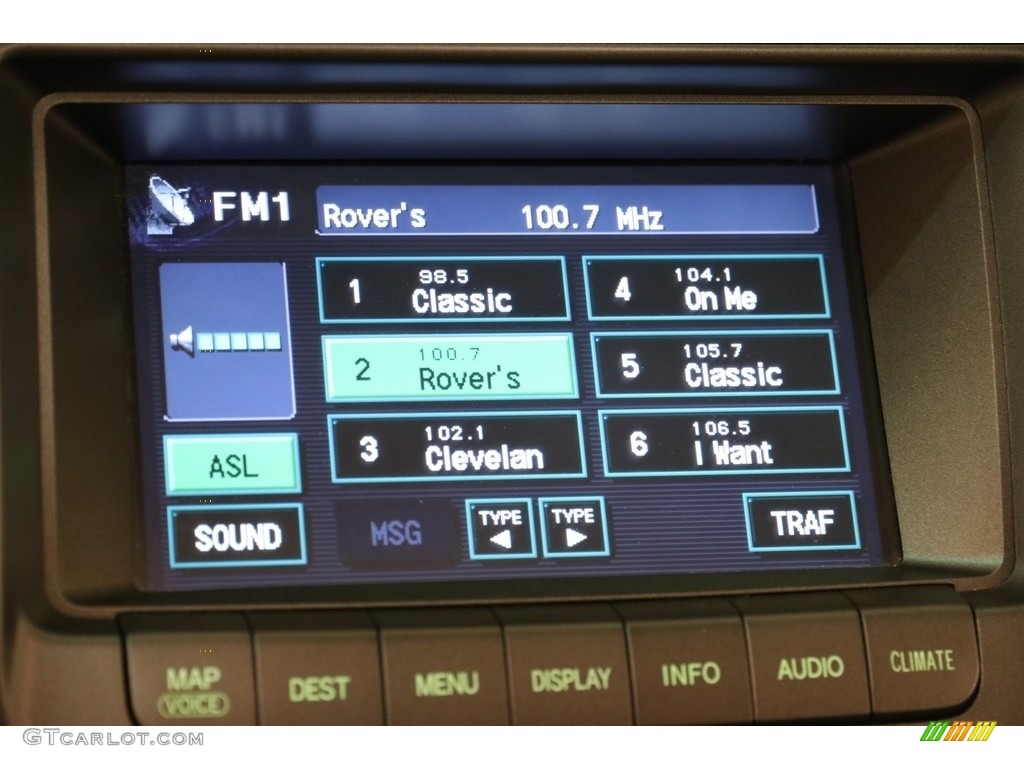 FM1 Rover's 100.7 MHz
1 98.5 Classic
4 104.1 On Me
2 100.7 Rover's
5 105.7 Classic
3 102.1 Clevelan
6 106.5 I Want
ASL
SOUND MSG TYPE ◀ TYPE ▶ TRAF
MAP VOICE DEST MENU DISPLAY INFO AUDIO CLIMATE
GTcarlot.com